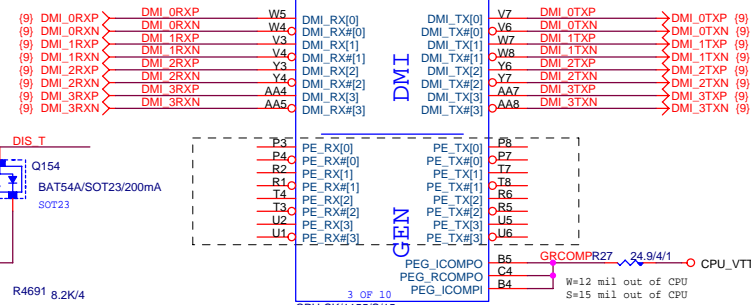 {9} DMI_0RXP DMI_0RXP W5 DMI_RX[0] DMI_TX[0] V7 DMI_0TXP DMI_0TXP {9}
{9} DMI_0RXN DMI_0RXN W4 DMI_RX#[0] DMI_TX#[0] V6 DMI_0TXN DMI_0TXN {9}
{9} DMI_1RXP DMI_1RXP V3 DMI_RX[1] DMI_TX[1] W7 DMI_1TXP DMI_1TXP {9}
{9} DMI_1RXN DMI_1RXN V4 DMI_RX#[1] DMI_TX#[1] W8 DMI_1TXN DMI_1TXN {9}
{9} DMI_2RXP DMI_2RXP Y3 DMI_RX[2] DMI_TX[2] Y6 DMI_2TXP DMI_2TXP {9}
{9} DMI_2RXN DMI_2RXN Y4 DMI_RX#[2] DMI_TX#[2] Y7 DMI_2TXN DMI_2TXN {9}
{9} DMI_3RXP DMI_3RXP AA4 DMI_RX[3] DMI_TX[3] AA7 DMI_3TXP DMI_3TXP {9}
{9} DMI_3RXN DMI_3RXN AA5 DMI_RX#[3] DMI_TX#[3] AA8 DMI_3TXN DMI_3TXN {9}
DMI
DIS_T
Q154
BAT54A/SOT23/200mA
SOT23
P3 PE_RX[0] PE_TX[0] P8
P4 PE_RX#[0] PE_TX#[0] P7
R2 PE_RX[1] PE_TX[1] T7
R1 PE_RX#[1] PE_TX#[1] T8
T4 PE_RX[2] PE_TX[2] R6
T3 PE_RX#[2] PE_TX#[2] R5
U2 PE_RX[3] PE_TX[3] U5
U1 PE_RX#[3] PE_TX#[3] U6
GEN
PEG_ICOMPO B5 GRCOMP R27 24.9/4/1 CPU_VTT
PEG_RCOMPO C4
PEG_ICOMPI B4
W=12 mil out of CPU
S=15 mil out of CPU
R4691 8.2K/4
3 OF 10